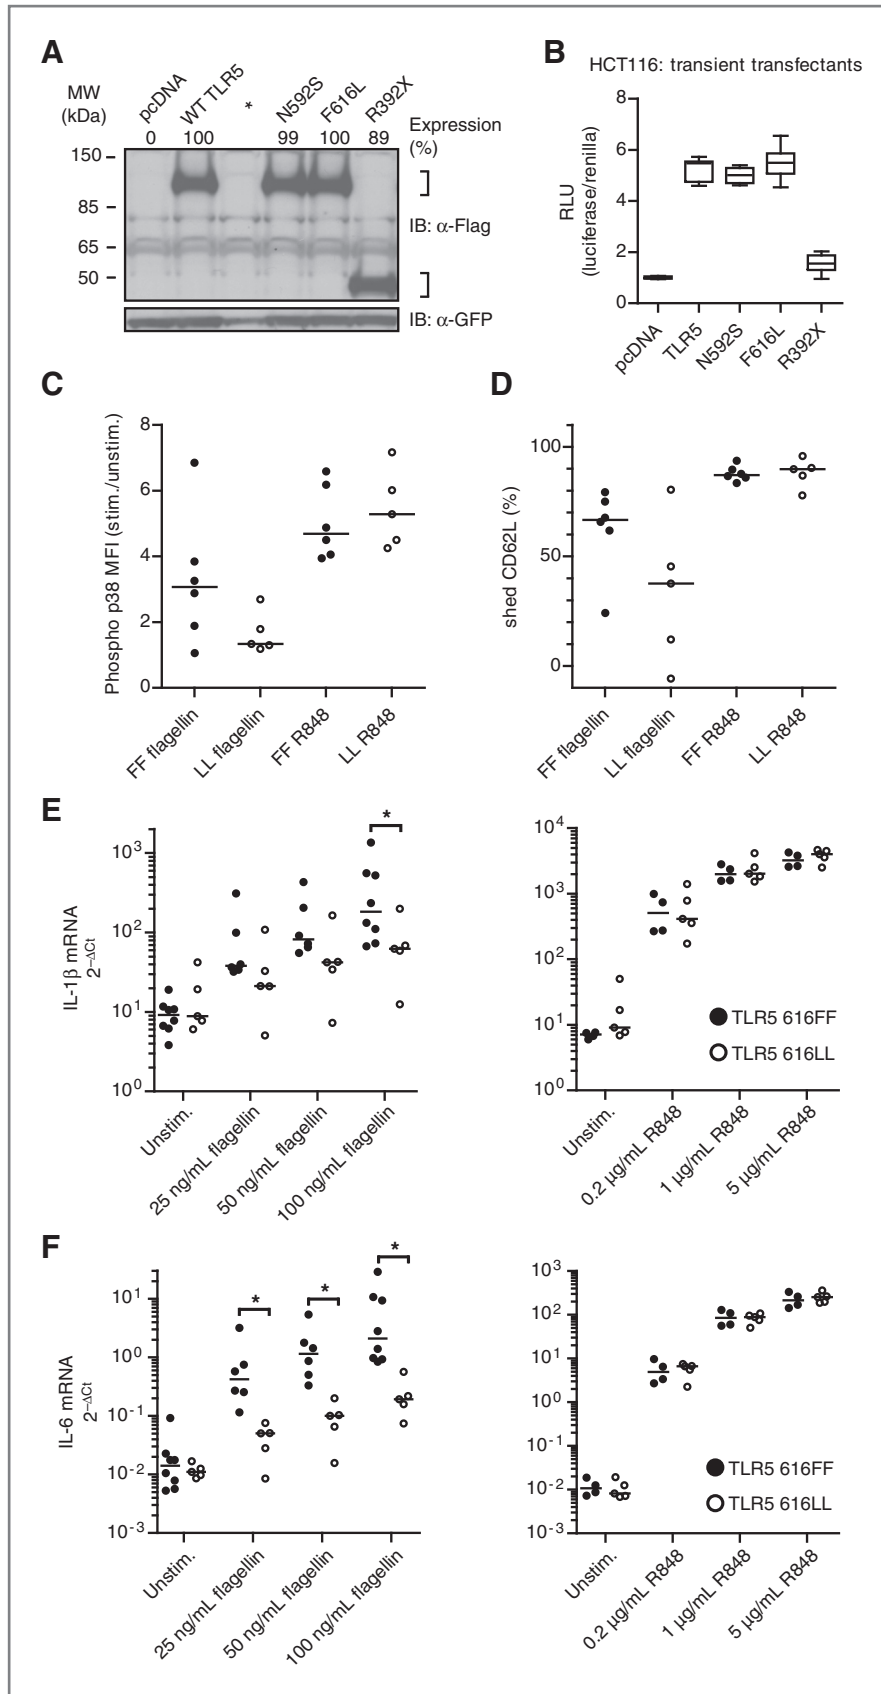 A
MW
(kDa)
pcDNA
WT TLR5
*
N592S
F616L
R392X
0 100 99 100 89
Expression
(%)
150
85
65
50
IB: α-Flag
IB: α-GFP
B
HCT116: transient transfectants
RLU
(luciferase/renilla)
8
6
4
2
0
pcDNA
TLR5
N592S
F616L
R392X
C
Phospho p38 MFI (stim./unstim.)
8
6
4
2
0
FF flagellin
LL flagellin
FF R848
LL R848
D
shed CD62L (%)
100
50
0
FF flagellin
LL flagellin
FF R848
LL R848
E
IL-1β mRNA
2–ΔCt
10³
10²
10¹
10⁰
*
Unstim.
25 ng/mL flagellin
50 ng/mL flagellin
100 ng/mL flagellin
10⁴
10³
10²
10¹
10⁰
TLR5 616FF
TLR5 616LL
Unstim.
0.2 µg/mL R848
1 µg/mL R848
5 µg/mL R848
F
IL-6 mRNA
2–ΔCt
10¹
10⁰
10⁻¹
10⁻²
10⁻³
* * *
Unstim.
25 ng/mL flagellin
50 ng/mL flagellin
100 ng/mL flagellin
10³
10²
10¹
10⁰
10⁻¹
10⁻²
10⁻³
TLR5 616FF
TLR5 616LL
Unstim.
0.2 µg/mL R848
1 µg/mL R848
5 µg/mL R848